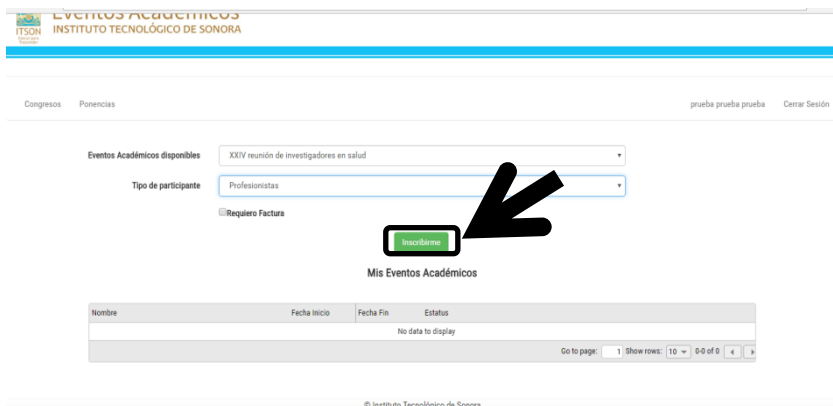 Eventos Académicos
ITSON
INSTITUTO TECNOLÓGICO DE SONORA
Congresos Ponencias prueba prueba prueba Cerrar Sesión
Eventos Académicos disponibles XXIV reunión de investigadores en salud
Tipo de participante Profesionistas
Requiero Factura
Inscribirme
Mis Eventos Académicos
Nombre Fecha Inicio Fecha Fin Estatus
No data to display
Go to page: 1 Show rows: 10 0-0 of 0
© Instituto Tecnológico de Sonora